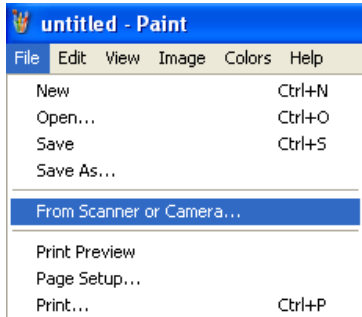 untitled - Paint
File Edit View Image Colors Help
New Ctrl+N
Open... Ctrl+O
Save Ctrl+S
Save As...
From Scanner or Camera...
Print Preview
Page Setup...
Print... Ctrl+P